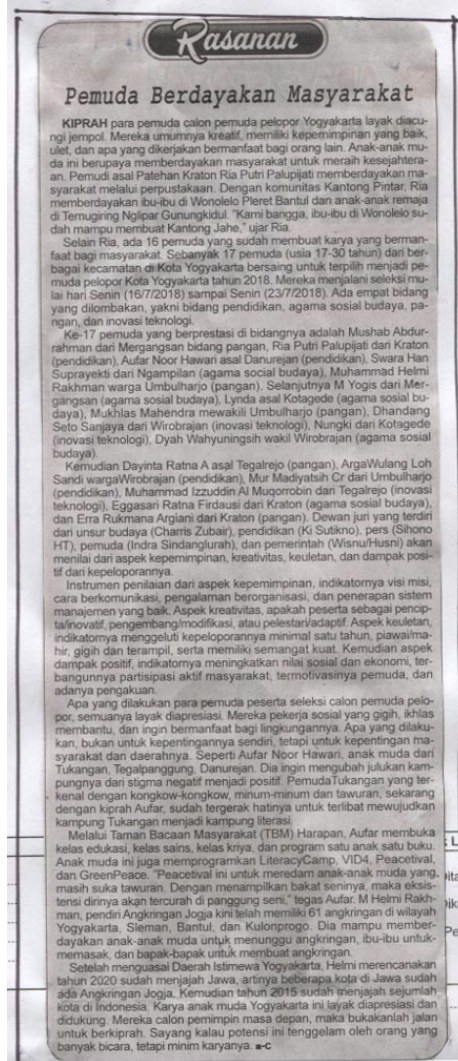 Rasanan
Pemuda Berdayakan Masyarakat
KIPRAH para pemuda calon pemuda pelopor Yogyakarta layak diacu-
ngi jempol. Mereka umumnya kreatif, memiliki kepemimpinan yang baik,
ulet, dan apa yang dikerjakan bermanfaat bagi orang lain. Anak-anak mu-
da ini berupaya memberdayakan masyarakat untuk meraih kesejahtera-
an. Pemudi asal Patehan Kraton Ria Putri Palupijati memberdayakan ma-
syarakat melalui perpustakaan. Dengan komunitas Kantong Pintar, Ria
memberdayakan ibu-ibu di Wonolelo Pleret Bantul dan anak-anak remaja
di Temugiring Nglipar Gunungkidul. "Kami bangga, ibu-ibu di Wonolelo su-
dah mampu membuat Kantong Jahe," ujar Ria.
Selain Ria, ada 16 pemuda yang sudah membuat karya yang berman-
faat bagi masyarakat. Sebanyak 17 pemuda (usia 17-30 tahun) dari ber-
bagai kecamatan di Kota Yogyakarta bersaing untuk terpilih menjadi pe-
muda pelopor Kota Yogyakarta tahun 2018. Mereka menjalani seleksi mu-
lai hari Senin (16/7/2018) sampai Senin (23/7/2018). Ada empat bidang
yang dilombakan, yakni bidang pendidikan, agama sosial budaya, pa-
ngan, dan inovasi teknologi.
Ke-17 pemuda yang berprestasi di bidangnya adalah Mushab Abdur-
rahman dari Mergangsan bidang pangan, Ria Putri Palupijati dari Kraton
(pendidikan), Aufar Noor Hawari asal Danurejan (pendidikan), Swara Han
Suprayekti dari Ngampilan (agama social budaya), Muhammad Helmi
Rakhman warga Umbulharjo (pangan). Selanjutnya M Yogis dari Mer-
gangsan (agama sosial budaya), Lynda asal Kotagede (agama sosial bu-
daya), Mukhlas Mahendra mewakili Umbulharjo (pangan), Dhandang
Seto Sanjaya dari Wirobrajan (inovasi teknologi), Nungki dari Kotagede
(inovasi teknologi), Dyah Wahyuningsih wakil Wirobrajan (agama sosial
budaya).
Kemudian Dayinta Ratna A asal Tegalrejo (pangan), ArgaWulang Loh
Sandi wargaWirobrajan (pendidikan), Mur Madiyatsih Cr dari Umbulharjo
(pendidikan), Muhammad Izzuddin Al Muqorrobin dari Tegalrejo (inovasi
teknologi), Eggasari Ratna Firdausi dari Kraton (agama sosial budaya),
dan Erra Rukmana Argiani dari Kraton (pangan). Dewan juri yang terdiri
dari unsur budaya (Charris Zubair), pendidikan (Ki Sutikno), pers (Sihono
HT), pemuda (Indra Sindanglurah), dan pemerintah (Wisnu/Husni) akan
menilai dari aspek kepemimpinan, kreativitas, keuletan, dan dampak posi-
tif dari kepeloporannya.
Instrumen penilaian dari aspek kepemimpinan, indikatornya visi misi,
cara berkomunikasi, pengalaman berorganisasi, dan penerapan sistem
manajemen yang baik. Aspek kreativitas, apakah peserta sebagai pencip-
ta/inovatif, pengembang/modifikasi, atau pelestari/adaptif. Aspek keuletan,
indikatornya menggeluti kepeloporannya minimal satu tahun, piawai/ma-
hir, gigih dan terampil, serta memiliki semangat kuat. Kemudian aspek
dampak positif, indikatornya meningkatkan nilai sosial dan ekonomi, ter-
bangunnya partisipasi aktif masyarakat, termotivasinya pemuda, dan
adanya pengakuan.
Apa yang dilakukan para pemuda peserta seleksi calon pemuda pelo-
por, semuanya layak diapresiasi. Mereka pekerja sosial yang gigih, ikhlas
membantu, dan ingin bermanfaat bagi lingkungannya. Apa yang dilaku-
kan, bukan untuk kepentingannya sendiri, tetapi untuk kepentingan ma-
syarakat dan daerahnya. Seperti Aufar Noor Hawari, anak muda dari
Tukangan, Tegalpanggung, Danurejan. Dia ingin mengubah julukan kam-
pungnya dari stigma negatif menjadi positif. PemudaTukangan yang ter-
kenal dengan kongkow-kongkow, minum-minum dan tawuran, sekarang
dengan kiprah Aufar, sudah tergerak hatinya untuk terlibat mewujudkan
kampung Tukangan menjadi kampung literasi.
Melalui Taman Bacaan Masyarakat (TBM) Harapan, Aufar membuka
kelas edukasi, kelas sains, kelas kriya, dan program satu anak satu buku.
Anak muda ini juga memprogramkan LiteracyCamp, VID4, Peacetival,
dan GreenPeace. "Peacetival ini untuk meredam anak-anak muda yang
masih suka tawuran. Dengan menampilkan bakat seninya, maka eksis-
tensi dirinya akan tercurah di panggung seni," tegas Aufar. M Helmi Rakh-
man, pendiri Angkringan Jogja kini telah memiliki 61 angkringan di wilayah
Yogyakarta, Sleman, Bantul, dan Kulonprogo. Dia mampu member-
dayakan anak-anak muda untuk menunggu angkringan, ibu-ibu untuk-
memasak, dan bapak-bapak untuk membuat angkringan.
Setelah menguasai Daerah Istimewa Yogyakarta, Helmi merencanakan
tahun 2020 sudah menjajah Jawa, artinya beberapa kota di Jawa sudah
ada Angkringan Jogja. Kemudian tahun 2015 sudah menjajah sejumlah
kota di Indonesia. Karya anak muda Yogyakarta ini layak diapresiasi dan
didukung. Mereka calon pemimpin masa depan, maka bukakanlah jalan
untuk berkiprah. Sayang kalau potensi ini tenggelam oleh orang yang
banyak bicara, tetapi minim karyanya. ■-C